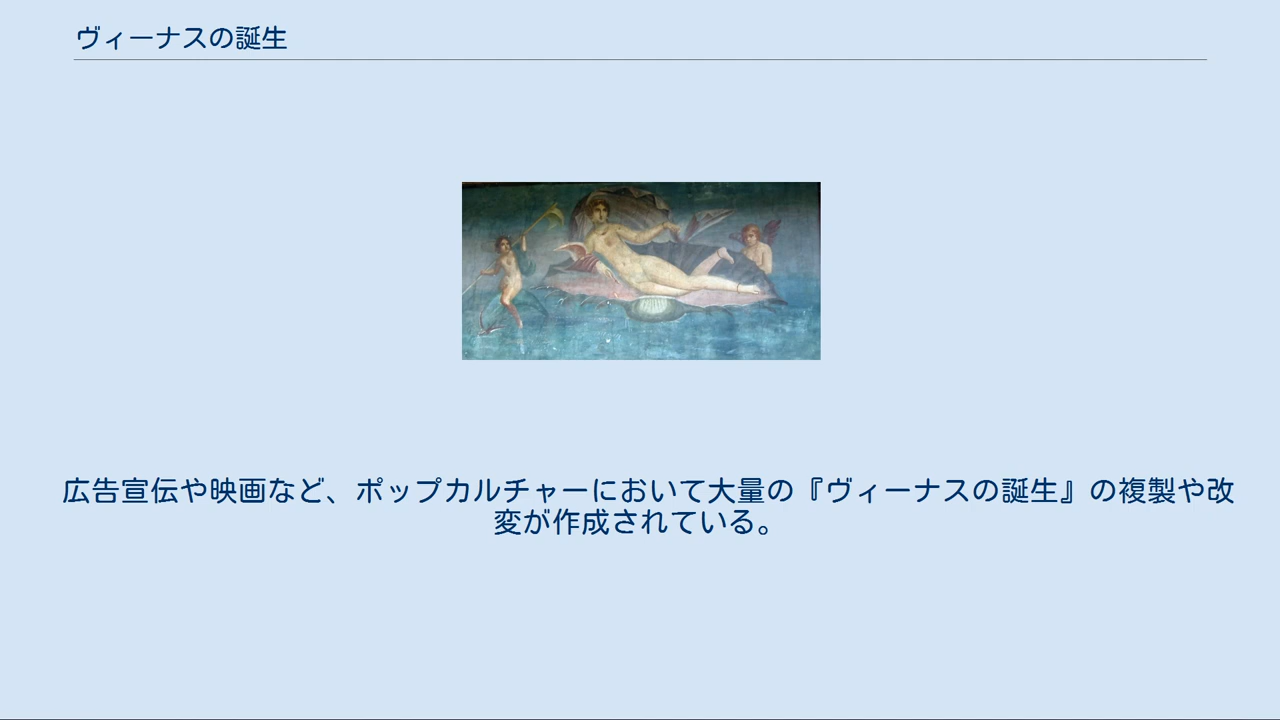 ヴィーナスの誕生
広告宣伝や映画など、ポップカルチャーにおいて大量の『ヴィーナスの誕生』の複製や改
変が作成されている。